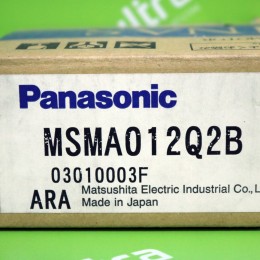 Panasonic
MSMA012Q2B
03010003F
ARA Matsushita Electric Industrial Co.,L
Made in Japan